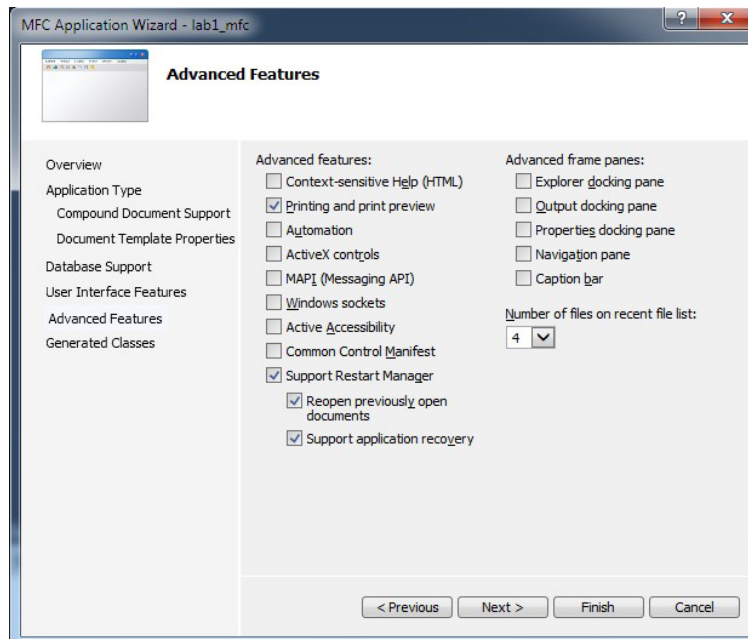 MFC Application Wizard - lab1_mfc
Advanced Features
Overview
Application Type
Compound Document Support
Document Template Properties
Database Support
User Interface Features
Advanced Features
Generated Classes
Advanced features:
Context-sensitive Help (HTML)
Printing and print preview
Automation
ActiveX controls
MAPI (Messaging API)
Windows sockets
Active Accessibility
Common Control Manifest
Support Restart Manager
Reopen previously open
documents
Support application recovery
Advanced frame panes:
Explorer docking pane
Output docking pane
Properties docking pane
Navigation pane
Caption bar
Number of files on recent file list:
4
< Previous
Next >
Finish
Cancel